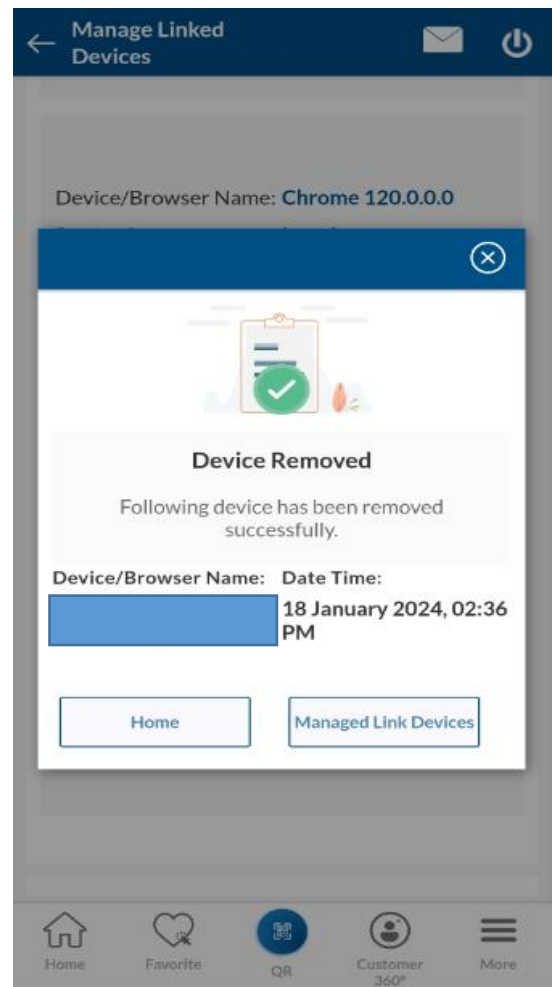 Manage Linked
Devices
Device/Browser Name: Chrome 120.0.0.0
Device Removed
Following device has been removed
successfully.
Device/Browser Name: Date Time:
18 January 2024, 02:36
PM
Home Managed Link Devices
Home Favorite QR Customer More
360°